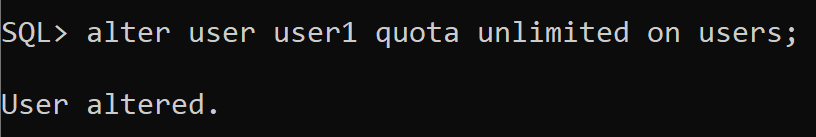 SQL> alter user user1 quota unlimited on users;
User altered.